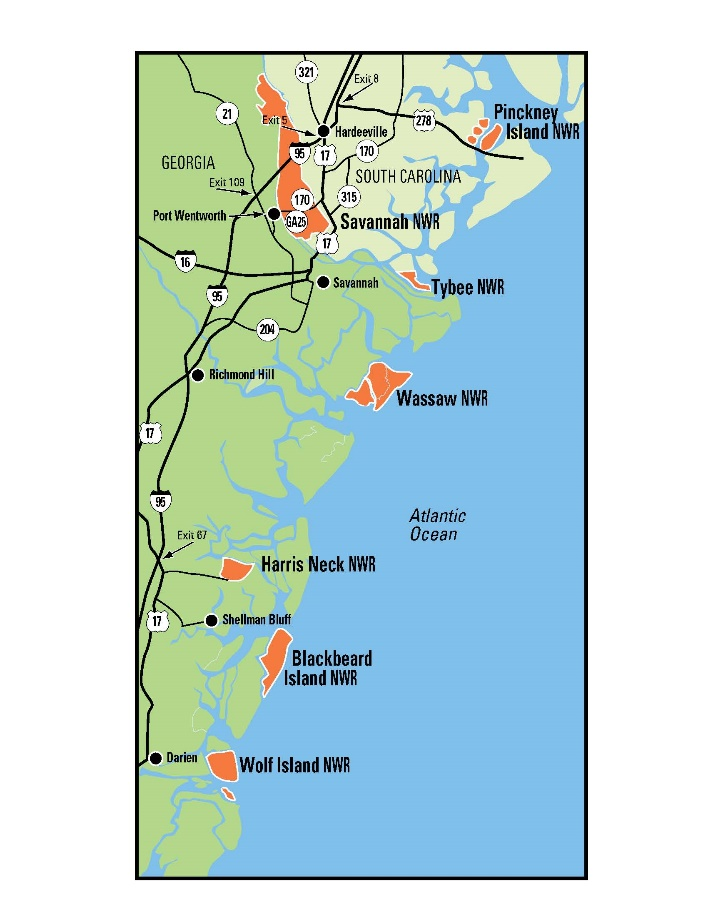 321
Exit 8
21
Pinckney
Island NWR
278
Exit 5
Hardeeville
95
17
170
GEORGIA
SOUTH CAROLINA
Exit 109
170
315
Port Wentworth
GA25
Savannah NWR
17
16
Savannah
Tybee NWR
95
204
Richmond Hill
Wassaw NWR
17
95
Atlantic
Ocean
Exit 67
Harris Neck NWR
17
Shellman Bluff
Blackbeard
Island NWR
Darien
Wolf Island NWR